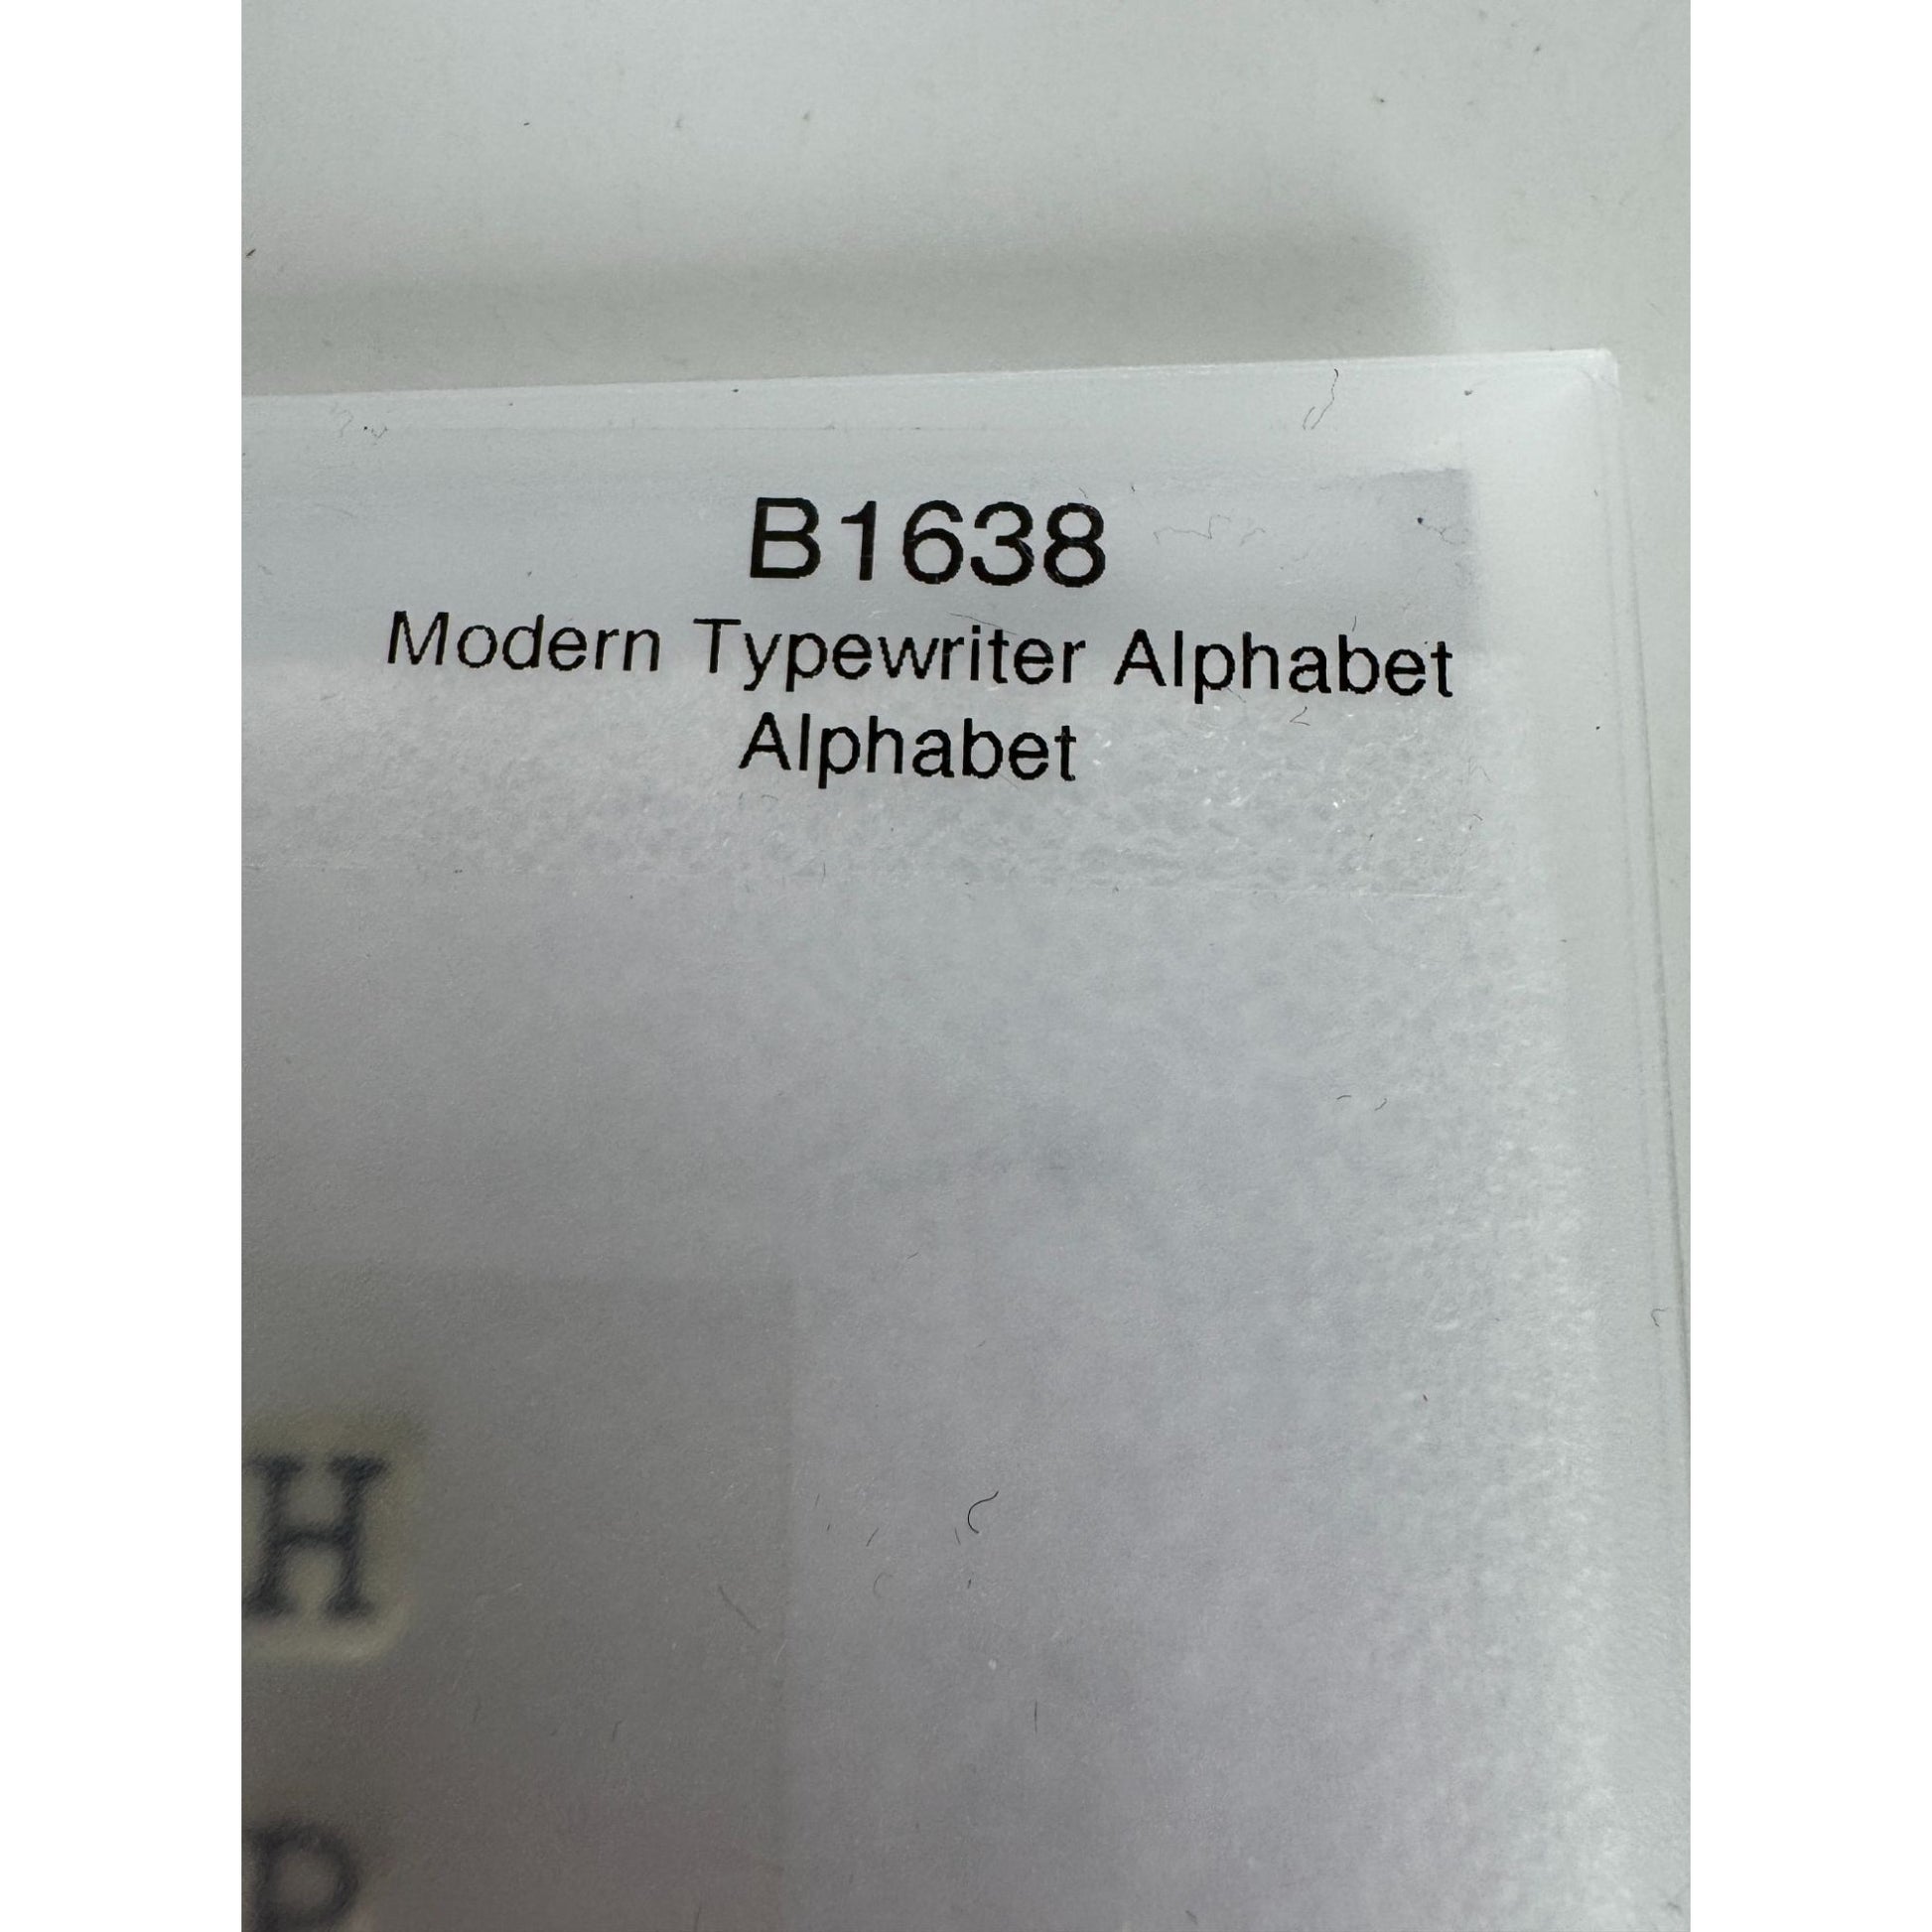 B1638
Modern Typewriter Alphabet
Alphabet
H
P